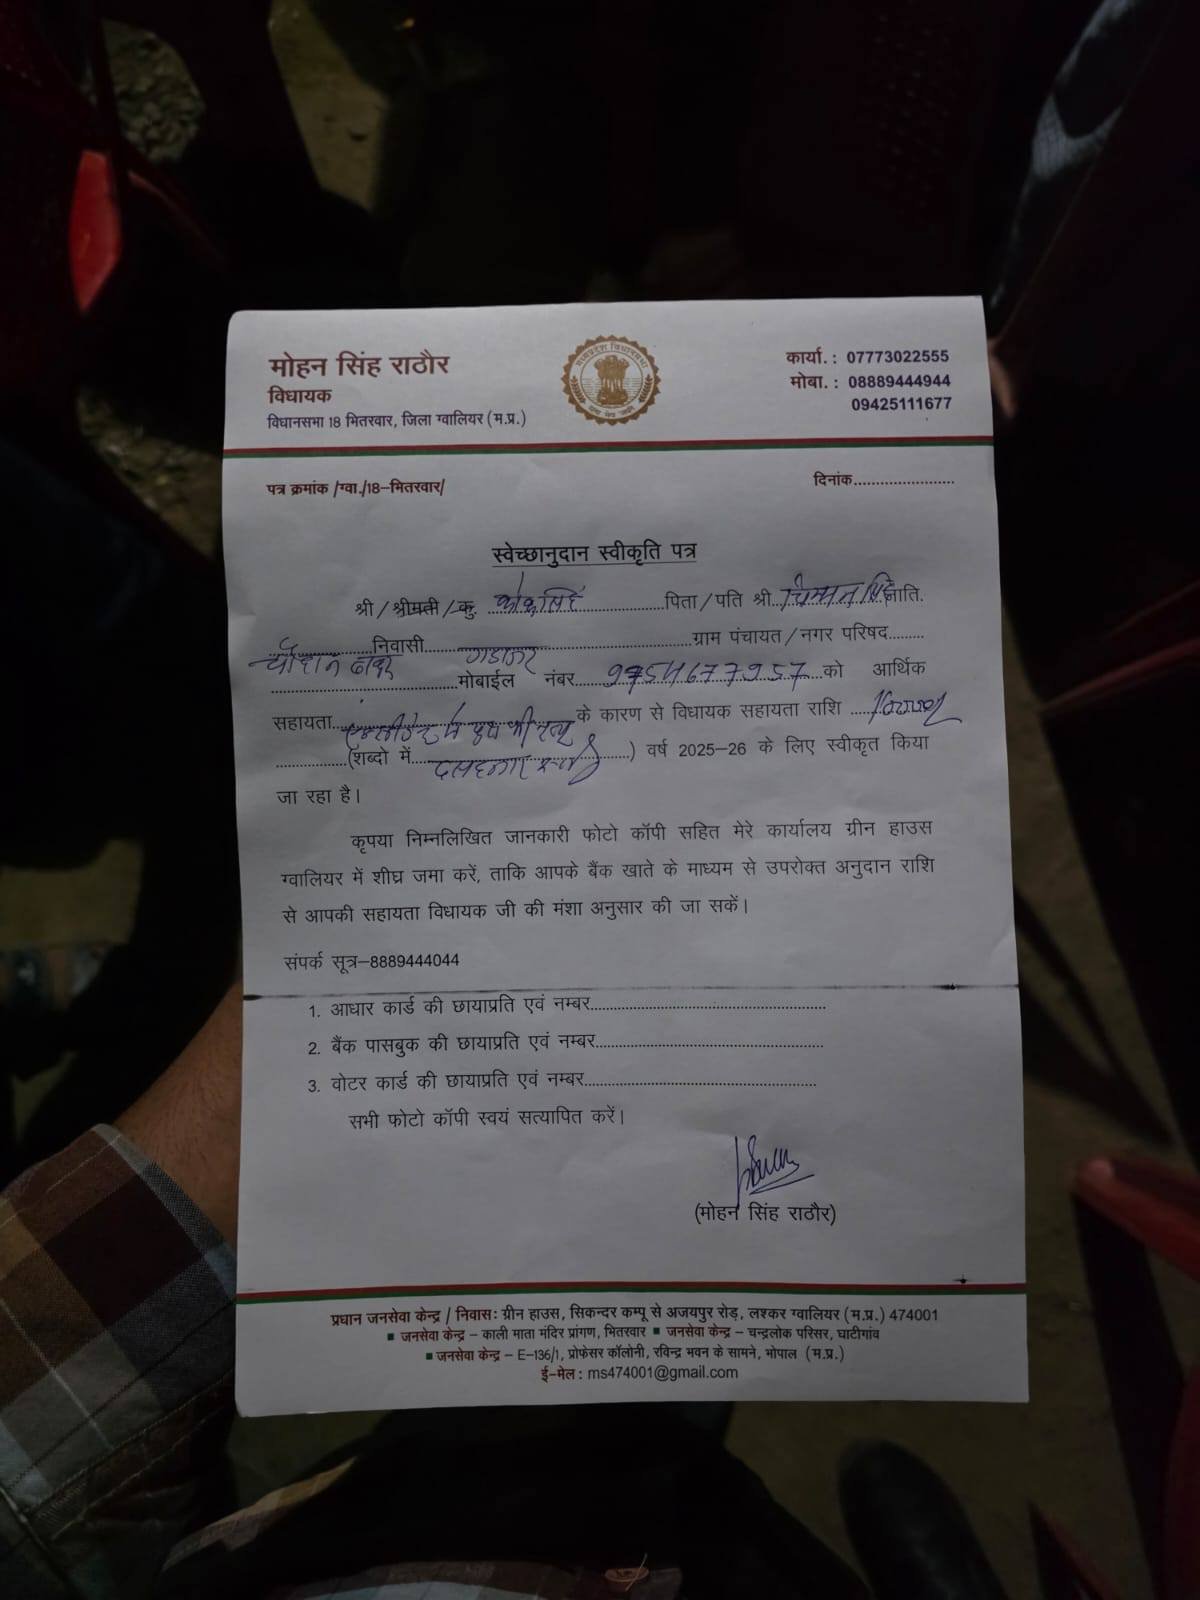 मोहन सिंह राठौर
विधायक
विधानसभा 18 भितरवार, जिला ग्वालियर (म.प्र.)
मध्यप्रदेश विधानसभा
कार्या. : 07773022555
मोबा. : 08889444944
09425111677
पत्र क्रमांक /ग्वा./18–भितरवार/
दिनांक.......................
स्वेच्छानुदान स्वीकृति पत्र
श्री / श्रीमती / कु. .................... पिता / पति श्री. चिम्मन सिंह जाति.
निवासी.................... ग्राम पंचायत / नगर परिषद.........
.................... मोबाईल नंबर.................... को आर्थिक
सहायता.................... के कारण से विधायक सहायता राशि ....................
............... (शब्दो में....................) वर्ष 2025–26 के लिए स्वीकृत किया
जा रहा है।
कृपया निम्नलिखित जानकारी फोटो कॉपी सहित मेरे कार्यालय ग्रीन हाउस
ग्वालियर में शीघ्र जमा करें, ताकि आपके बैंक खाते के माध्यम से उपरोक्त अनुदान राशि
से आपकी सहायता विधायक जी की मंशा अनुसार की जा सकें।
संपर्क सूत्र–8889444044
1. आधार कार्ड की छायाप्रति एवं नम्बर....................
2. बैंक पासबुक की छायाप्रति एवं नम्बर....................
3. वोटर कार्ड की छायाप्रति एवं नम्बर....................
सभी फोटो कॉपी स्वयं सत्यापित करें।
(मोहन सिंह राठौर)
प्रधान जनसेवा केन्द्र / निवास: ग्रीन हाउस, सिकन्दर कम्पू से अजयपुर रोड़, लश्कर ग्वालियर (म.प्र.) 474001
▪ जनसेवा केन्द्र – काली माता मंदिर प्रांगण, भितरवार ▪ जनसेवा केन्द्र – चन्द्रलोक परिसर, घाटीगांव
▪ जनसेवा केन्द्र – E-136/1, प्रोफेसर कॉलोनी, रविन्द्र भवन के सामने, भोपाल (म.प्र.)
ई-मेल : ms474001@gmail.com